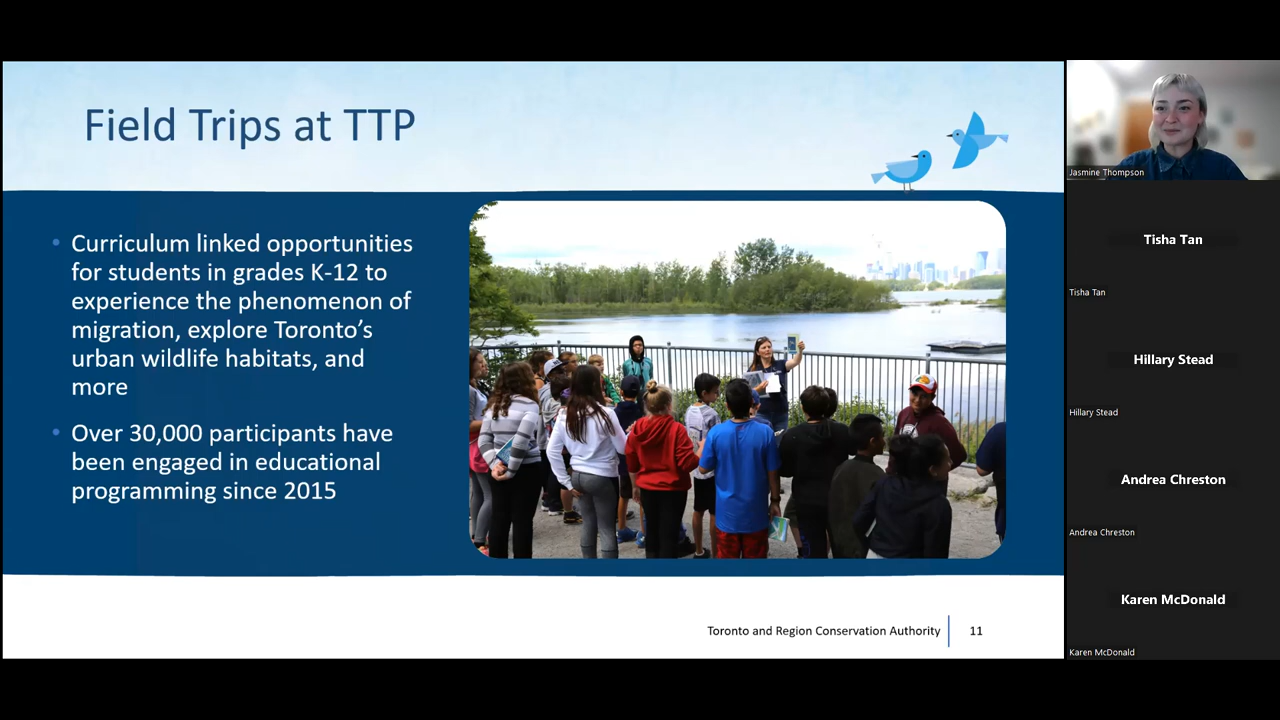 Field Trips at TTP
• Curriculum linked opportunities
for students in grades K-12 to
experience the phenomenon of
migration, explore Toronto’s
urban wildlife habitats, and
more
• Over 30,000 participants have
been engaged in educational
programming since 2015
Toronto and Region Conservation Authority
11
Jasmine Thompson
Tisha Tan
Tisha Tan
Hillary Stead
Hillary Stead
Andrea Chreston
Andrea Chreston
Karen McDonald
Karen McDonald